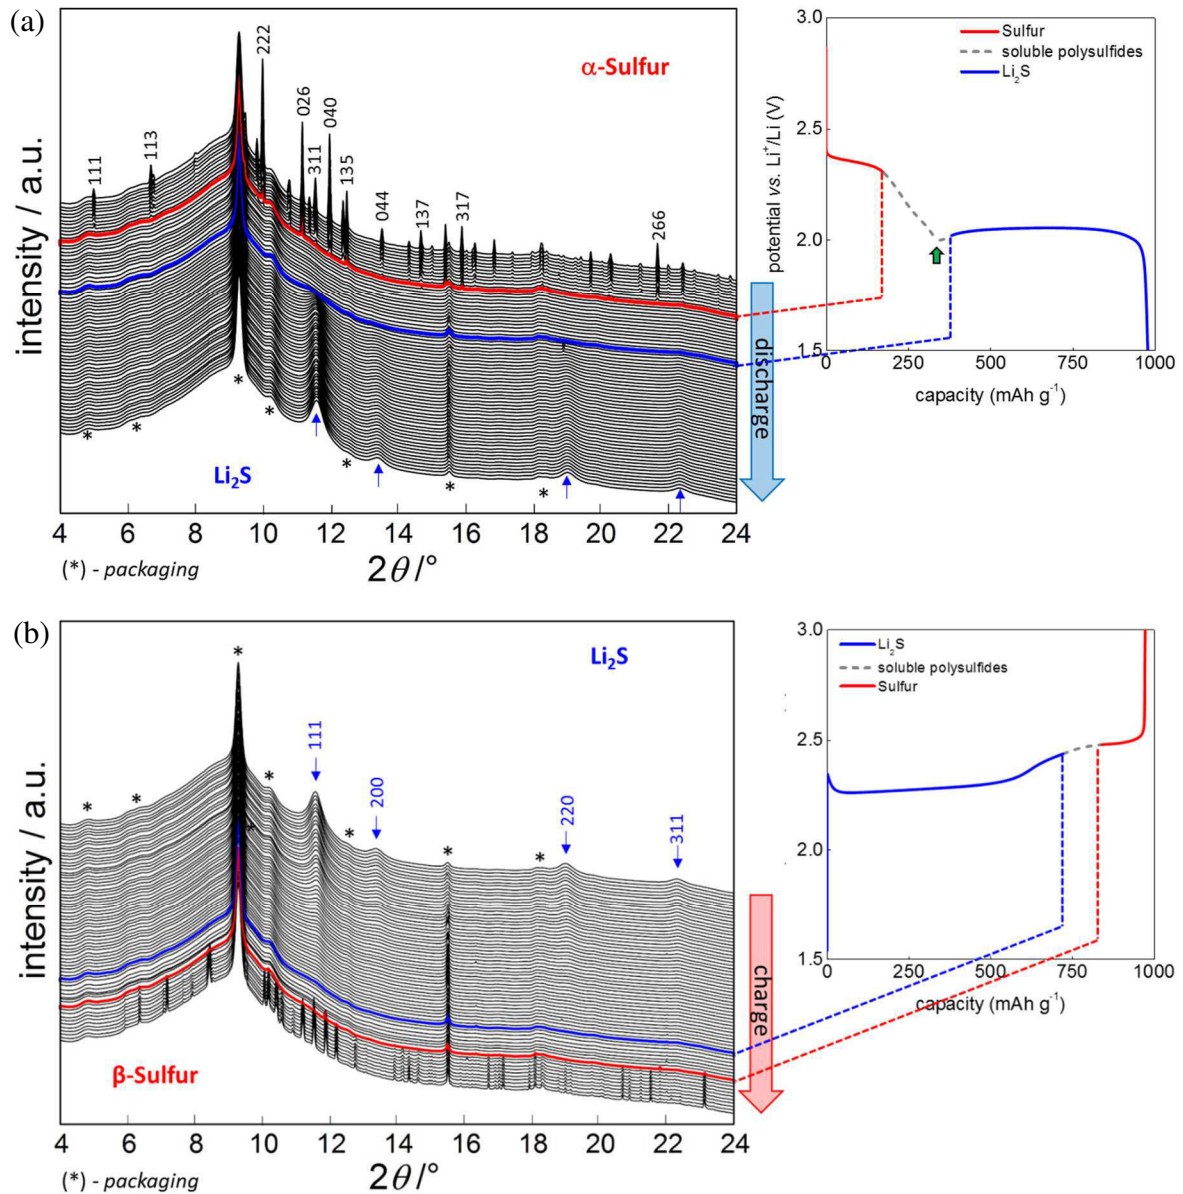 (a)
222
α-Sulfur
026
040
113
111
311
135
044
137
317
266
intensity / a.u.
discharge
Li₂S
*
*
*
*
*
*
*
4 6 8 10 12 14 16 18 20 22 24
2θ/°
(*) - packaging
Sulfur
soluble polysulfides
Li₂S
potential vs. Li⁺/Li (V)
3.0
2.5
2.0
1.5
0 250 500 750 1000
capacity (mAh g⁻¹)
(b)
Li₂S
*
111
200
220
311
*
*
*
*
*
*
intensity / a.u.
charge
β-Sulfur
4 6 8 10 12 14 16 18 20 22 24
2θ/°
(*) - packaging
Li₂S
soluble polysulfides
Sulfur
3.0
2.5
2.0
1.5
0 250 500 750 1000
capacity (mAh g⁻¹)